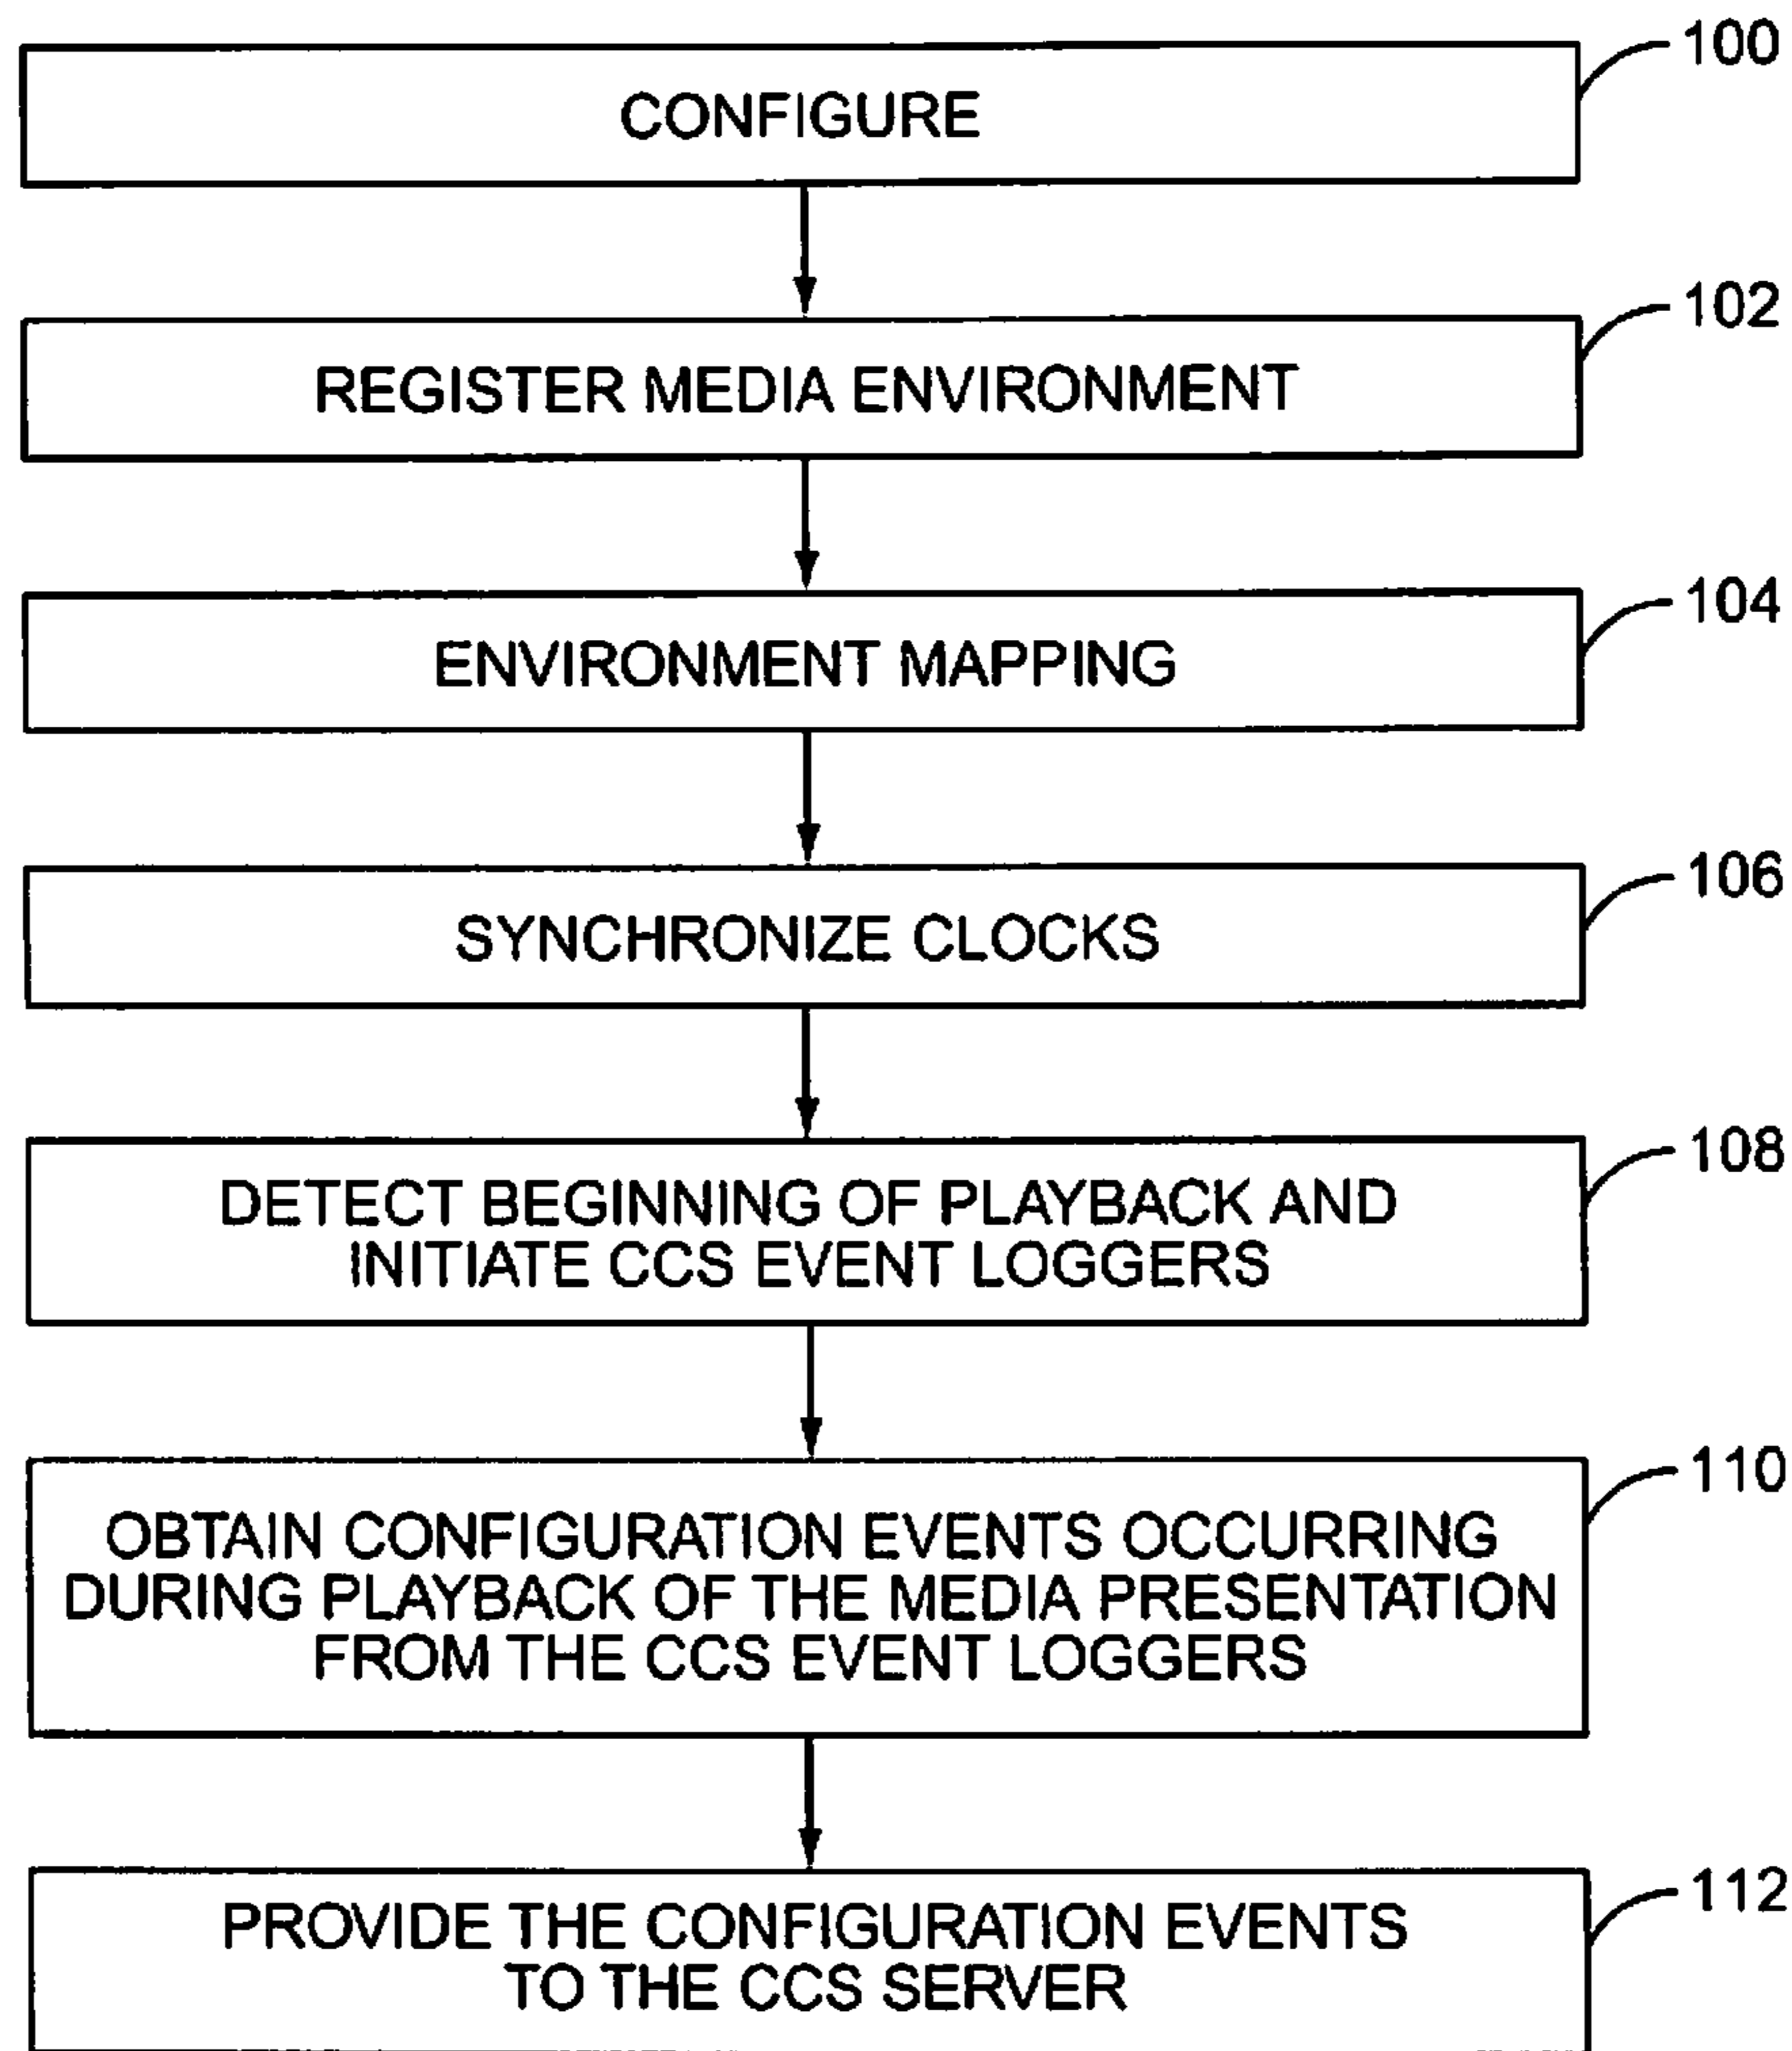 100
CONFIGURE
102
REGISTER MEDIA ENVIRONMENT
104
ENVIRONMENT MAPPING
106
SYNCHRONIZE CLOCKS
108
DETECT BEGINNING OF PLAYBACK AND
INITIATE CCS EVENT LOGGERS
110
OBTAIN CONFIGURATION EVENTS OCCURRING
DURING PLAYBACK OF THE MEDIA PRESENTATION
FROM THE CCS EVENT LOGGERS
112
PROVIDE THE CONFIGURATION EVENTS
TO THE CCS SERVER